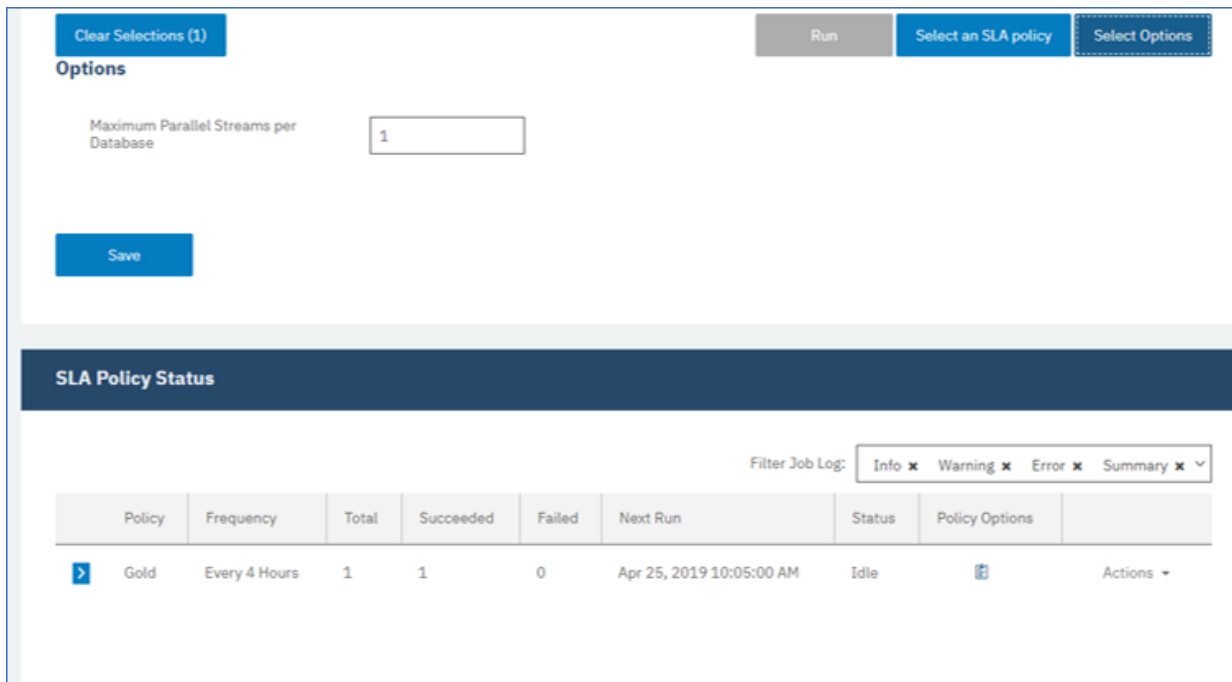 Clear Selections (1) Run Select an SLA policy Select Options
Options
Maximum Parallel Streams per
Database
1
Save
SLA Policy Status
Filter Job Log: Info × Warning × Error × Summary ×
Policy Frequency Total Succeeded Failed Next Run Status Policy Options
Gold Every 4 Hours 1 1 0 Apr 25, 2019 10:05:00 AM Idle Actions